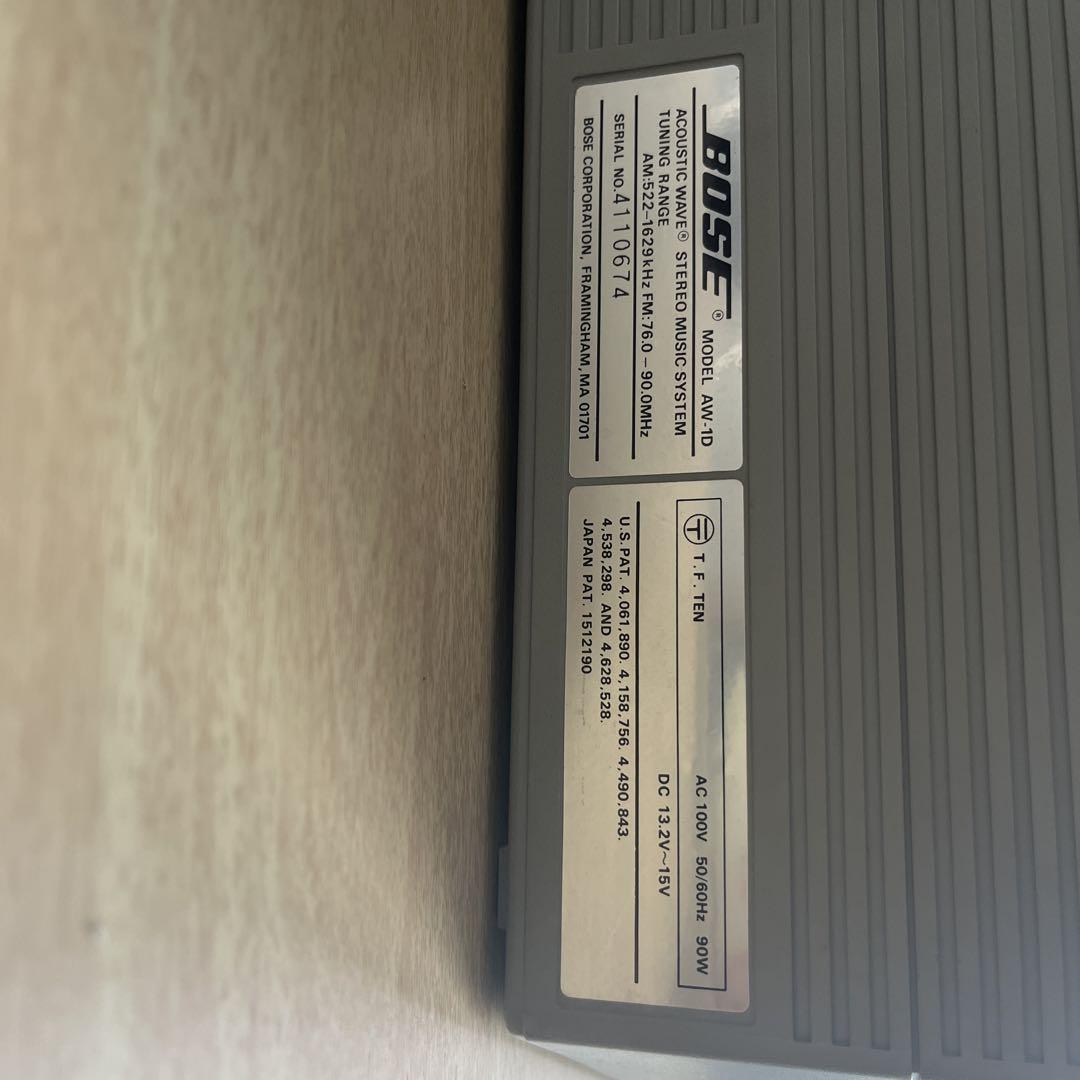 BOSE® MODEL AW-1D
ACOUSTIC WAVE® STEREO MUSIC SYSTEM
TUNING RANGE
AM:522-1629kHz FM:76.0-90.0MHz
SERIAL NO.4110674
BOSE CORPORATION, FRAMINGHAM, MA 01701
T T.F.TEN AC 100V 50/60Hz 90W
DC 13.2V~15V
U.S.PAT. 4,061,890. 4,158,756. 4,490,843.
4,538,298. AND 4,628,528.
JAPAN PAT. 1512190